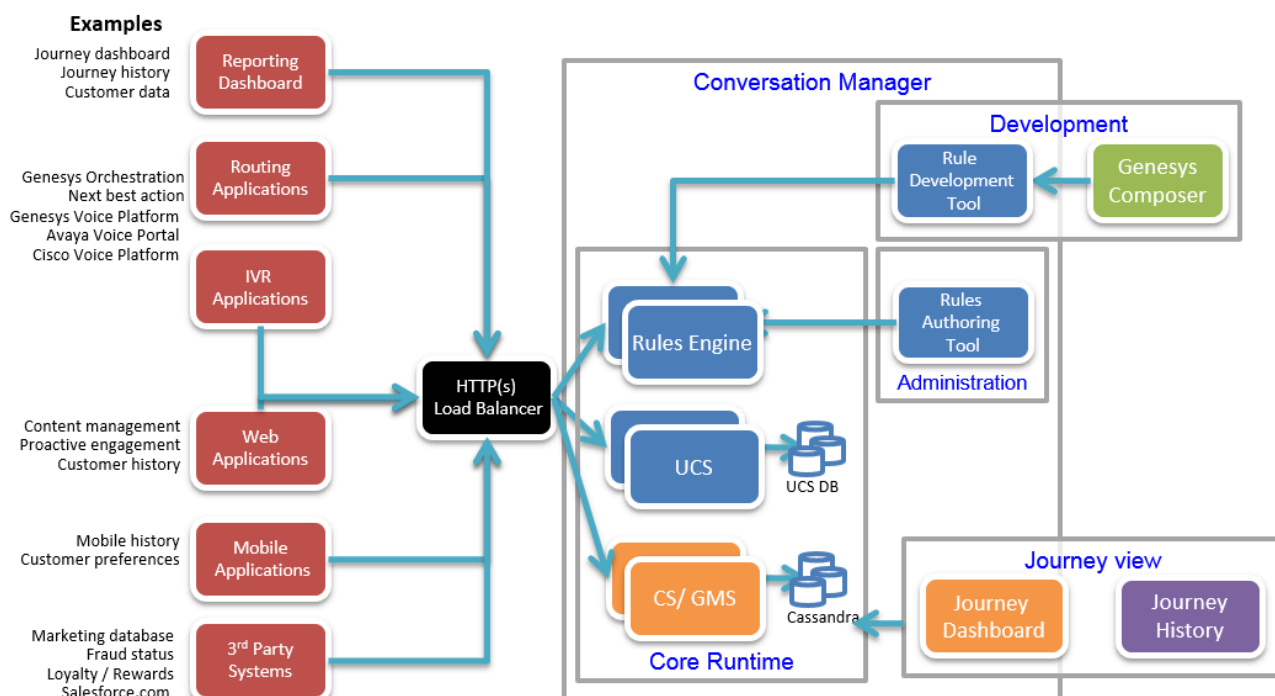 Examples
Journey dashboard
Journey history
Customer data
Reporting
Dashboard
Genesys Orchestration
Next best action
Genesys Voice Platform
Avaya Voice Portal
Cisco Voice Platform
Routing
Applications
IVR
Applications
Content management
Proactive engagement
Customer history
Web
Applications
Mobile history
Customer preferences
Mobile
Applications
Marketing database
Fraud status
Loyalty / Rewards
Salesforce.com
3rd Party
Systems
HTTP(s)
Load Balancer
Conversation Manager
Development
Rule
Development
Tool
Genesys
Composer
Rules Engine
Rules
Authoring
Tool
Administration
UCS
UCS DB
CS/ GMS
Cassandra
Core Runtime
Journey view
Journey
Dashboard
Journey
History